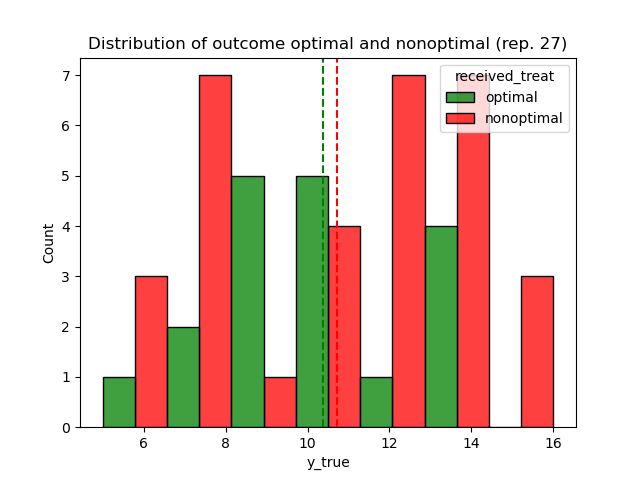 Distribution of outcome optimal and nonoptimal (rep. 27)
received_treat
optimal
nonoptimal
Count
7
6
5
4
3
2
1
0
6 8 10 12 14 16
y_true